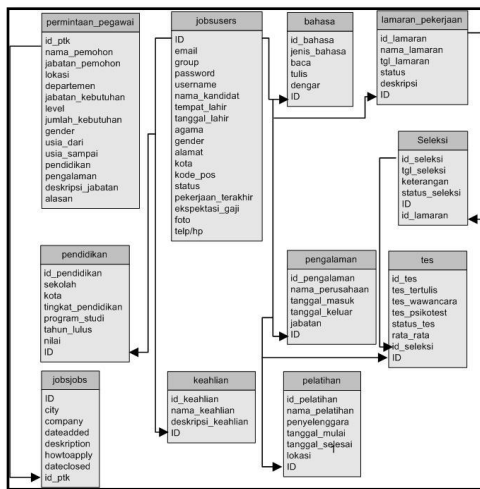 permintaan_pegawai
id_ptk
nama_pemohon
jabatan_pemohon
lokasi
departemen
jabatan_kebutuhan
level
jumlah_kebutuhan
gender
usia_dari
usia_sampai
pendidikan
pengalaman
deskripsi_jabatan
alasan
jobsusers
ID
email
group
password
username
nama_kandidat
tempat_lahir
tanggal_lahir
agama
gender
alamat
kota
kode_pos
status
pekerjaan_terakhir
ekspektasi_gaji
foto
telp/hp
bahasa
id_bahasa
jenis_bahasa
baca
tulis
dengar
ID
lamaran_pekerjaan
id_lamaran
nama_lamaran
tgl_lamaran
status
deskripsi
ID
Seleksi
id_seleksi
tgl_seleksi
keterangan
status_seleksi
ID
id_lamaran
pendidikan
id_pendidikan
sekolah
kota
tingkat_pendidikan
program_studi
tahun_lulus
nilai
ID
pengalaman
id_pengalaman
nama_perusahaan
tanggal_masuk
tanggal_keluar
jabatan
ID
tes
id_tes
tes_tertulis
tes_wawancara
tes_psikotest
status_tes
rata_rata
id_seleksi
ID
jobsjobs
ID
city
company
dateadded
deskription
howtoapply
dateclosed
id_ptk
keahlian
id_keahlian
nama_keahlian
deskripsi_keahlian
ID
pelatihan
id_pelatihan
nama_pelatihan
penyelenggara
tanggal_mulai
tanggal_selesai
lokasi
ID